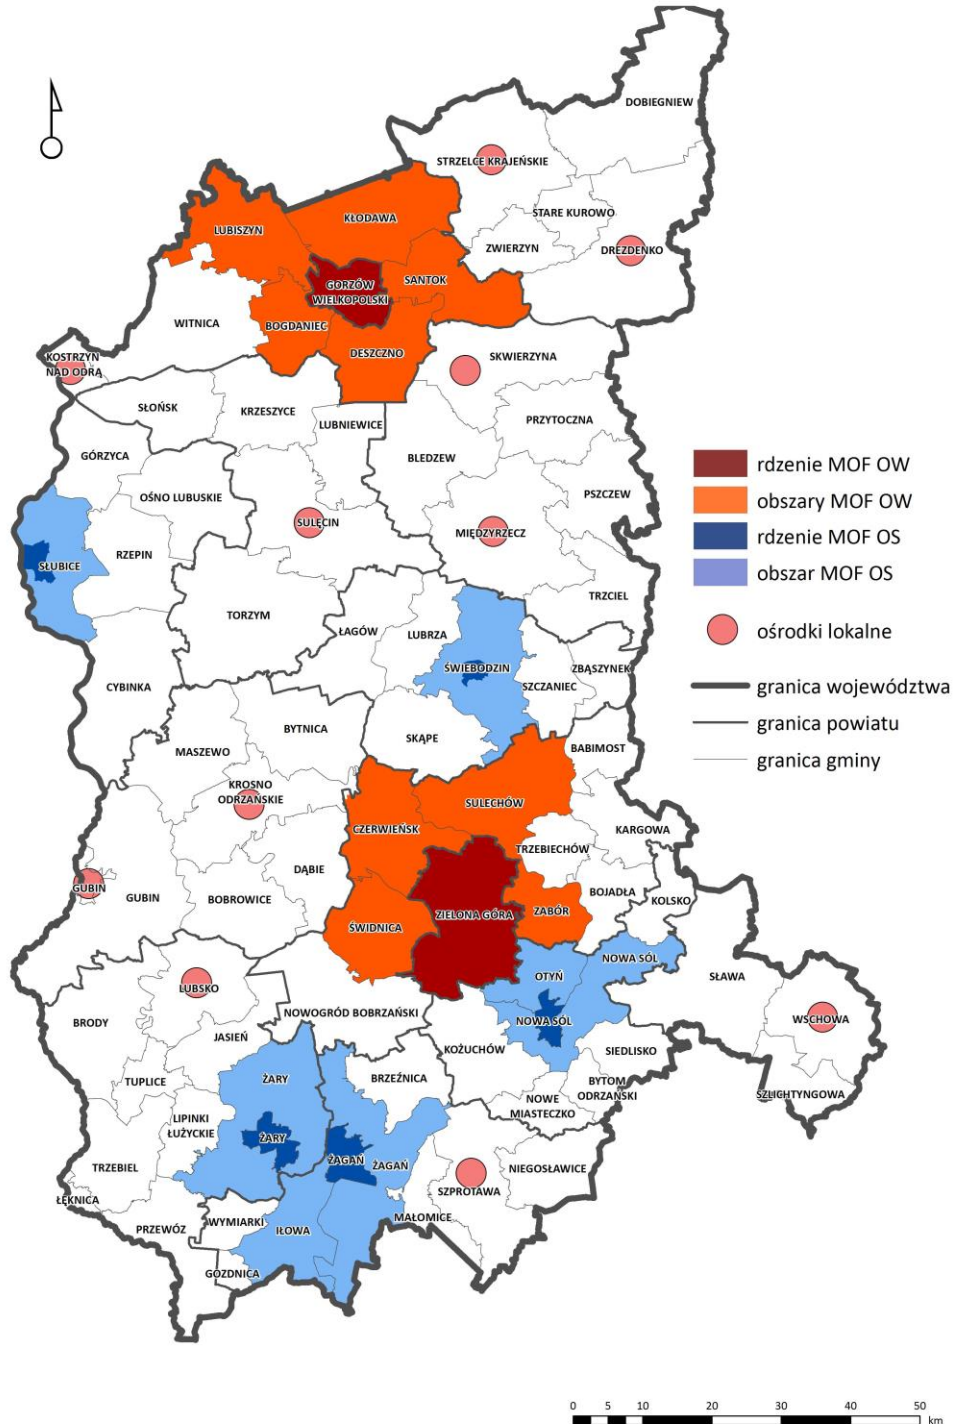 DOBIEGNIEW
STRZELCE KRAJEŃSKIE
STARE KUROWO
KŁODAWA
LUBISZYN
ZWIERZYN
DREZDENKO
SANTOK
GORZÓW
WIELKOPOLSKI
WITNICA
BOGDANIEC
DESZCZNO
SKWIERZYNA
KOSTRZYN
NAD ODRĄ
SŁOŃSK
KRZESZYCE
LUBNIEWICE
PRZYTOCZNA
GÓRZYCA
BLEDZEW
OŚNO LUBUSKIE
PSZCZEW
SULĘCIN
MIĘDZYRZECZ
RZEPIN
SŁUBICE
TRZCIEL
TORZYM
ŁAGÓW
LUBRZA
ŚWIEBODZIN
ZBĄSZYNEK
SZCZANIEC
CYBINKA
BYTNICA
SKĄPE
MASZEWO
BABIMOST
KROSNO
ODRZAŃSKIE
SULECHÓW
CZERWIEŃSK
KARGOWA
TRZEBIECHÓW
DĄBIE
GUBIN
GUBIN
BOBROWICE
BOJADŁA
KOLSKO
ZABÓR
ZIELONA GÓRA
ŚWIDNICA
NOWA SÓL
OTYŃ
SŁAWA
LUBSKO
BRODY
NOWOGRÓD BOBRZAŃSKI
NOWA SÓL
WSCHOWA
JASIEŃ
KOŻUCHÓW
SIEDLISKO
TUPLICE
ŻARY
BRZEŹNICA
BYTOM
ODRZAŃSKI
NOWE
MIASTECZKO
SZLICHTYNGOWA
LIPINKI
ŁUŻYCKIE
ŻARY
ŻAGAŃ
ŻAGAŃ
TRZEBIEL
NIEGOSŁAWICE
SZPROTAWA
ŁĘKNICA
PRZEWÓZ
WYMIARKI
IŁOWA
MAŁOMICE
GOZDNICA
rdzenie MOF OW
obszary MOF OW
rdzenie MOF OS
obszar MOF OS
ośrodki lokalne
granica województwa
granica powiatu
granica gminy
0 5 10 20 30 40 50
km